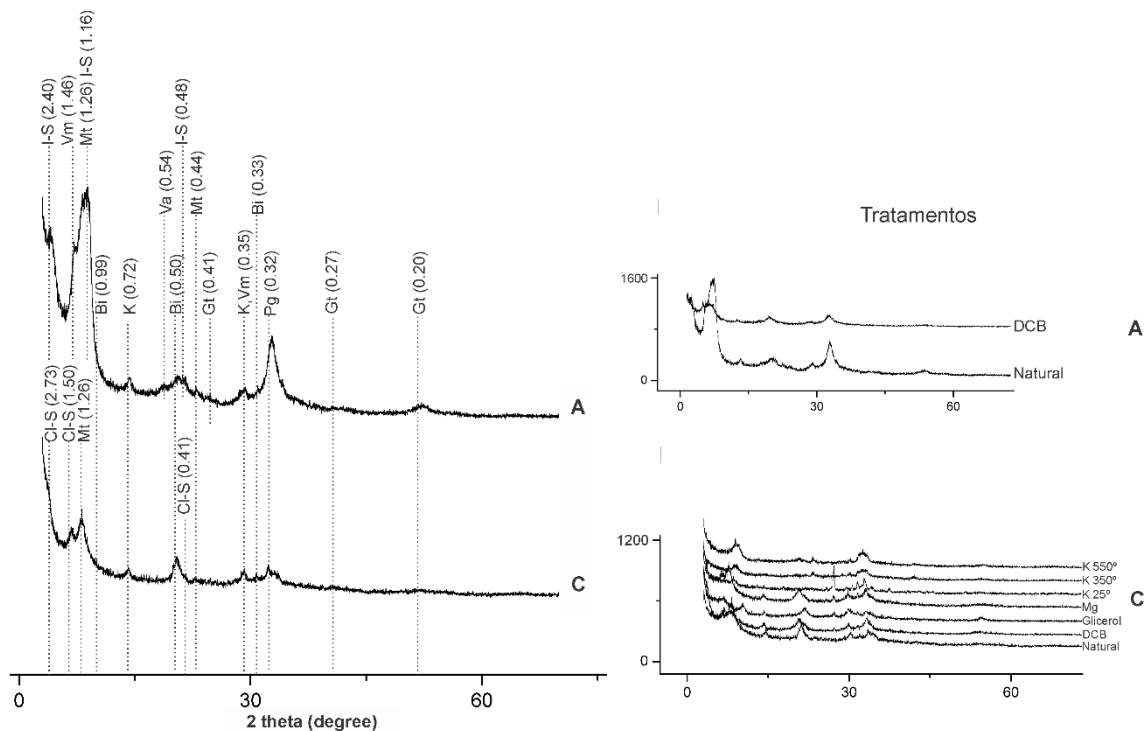 I-S (2.40)
Vm (1.46)
Mt (1.26) I-S (1.16)
Bi (0.99)
K (0.72)
Va (0.54)
Bi (0.50)
I-S (0.48)
Mt (0.44)
Gt (0.41)
K,Vm (0.35)
Bi (0.33)
Pg (0.32)
Gt (0.27)
Gt (0.20)
A
Cl-S (2.73)
Cl-S (1.50)
Mt (1.26)
Cl-S (0.41)
C
0 30 60
2 theta (degree)
Tratamentos
1600
0
DCB
Natural
A
0 30 60
1200
0
K 550º
K 350º
K 25º
Mg
Glicerol
DCB
Natural
C
0 30 60